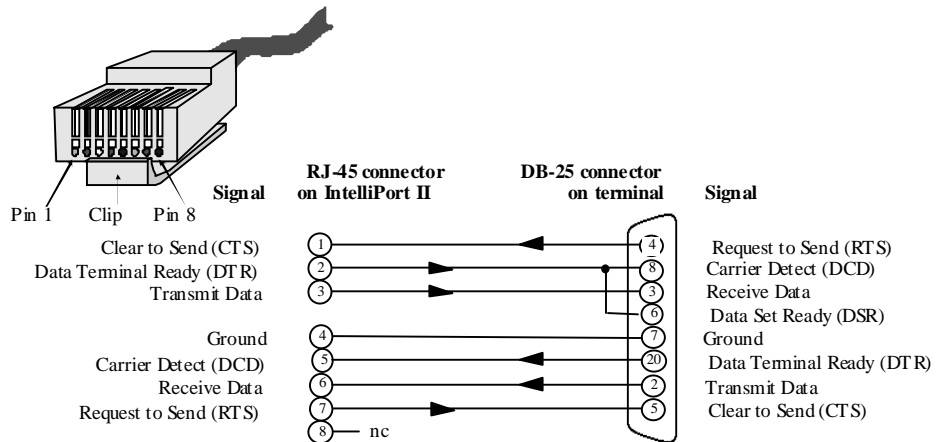 RJ-45 connector DB-25 connector
Signal on IntelliPort II on terminal Signal
Pin 1 Clip Pin 8
Clear to Send (CTS) 1 4 Request to Send (RTS)
Data Terminal Ready (DTR) 2 8 Carrier Detect (DCD)
Transmit Data 3 3 Receive Data
6 Data Set Ready (DSR)
Ground 4 7 Ground
Carrier Detect (DCD) 5 20 Data Terminal Ready (DTR)
Receive Data 6 2 Transmit Data
Request to Send (RTS) 7 5 Clear to Send (CTS)
8 nc